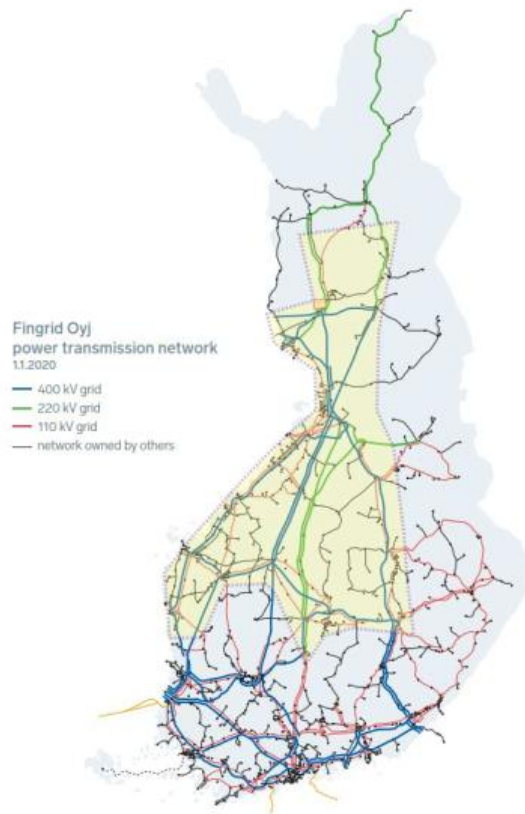 Fingrid Oyj
power transmission network
1.1.2020
400 kV grid
220 kV grid
110 kV grid
network owned by others